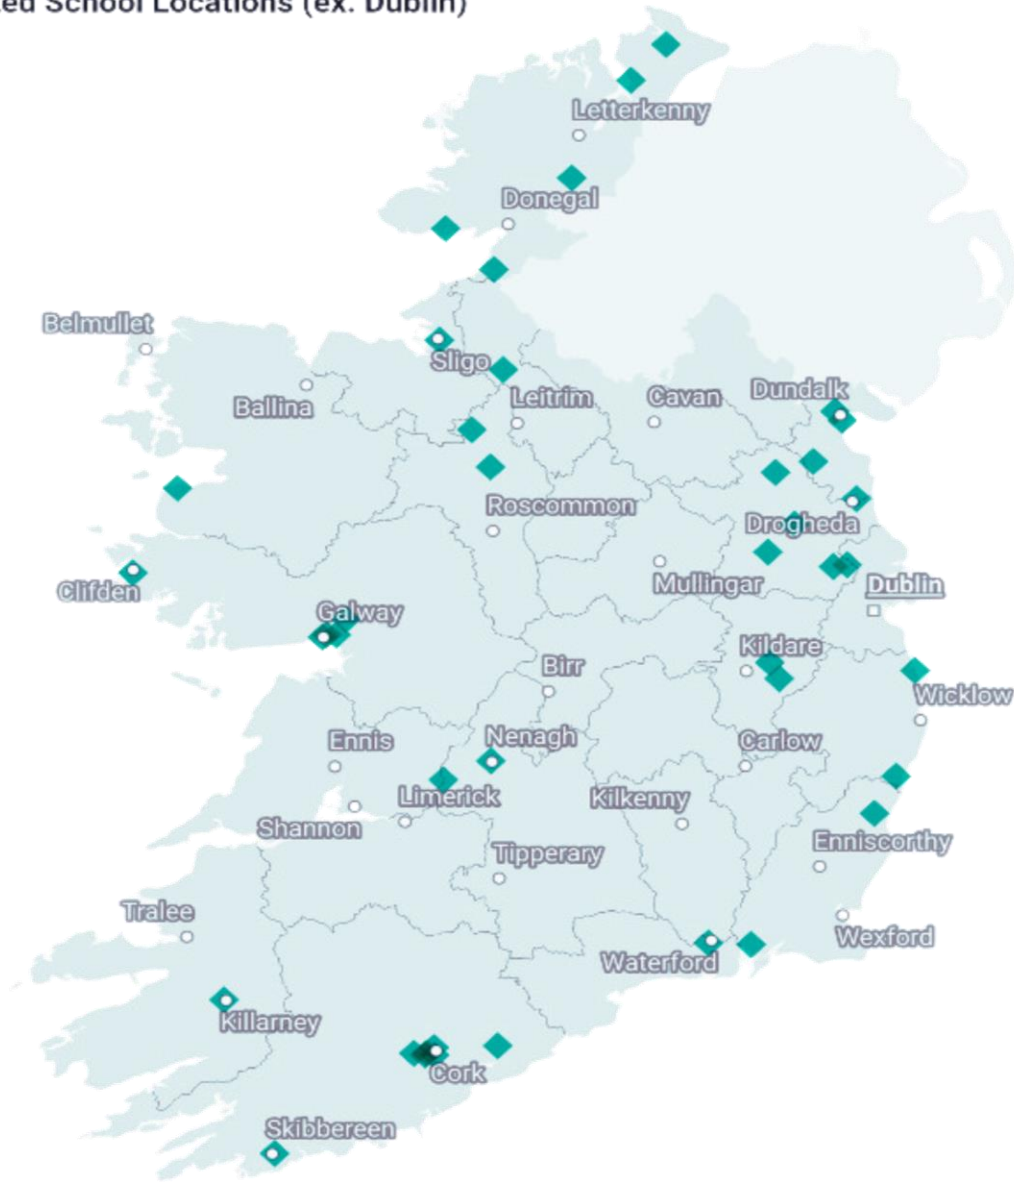 ed School Locations (ex. Dublin)
Letterkenny
Donegal
Belmullet
Sligo
Ballina
Leitrim
Cavan
Dundalk
Roscommon
Drogheda
Clifden
Mullingar
Dublin
Galway
Kildare
Birr
Wicklow
Ennis
Nenagh
Carlow
Limerick
Kilkenny
Shannon
Enniscorthy
Tipperary
Tralee
Wexford
Waterford
Killarney
Cork
Skibbereen